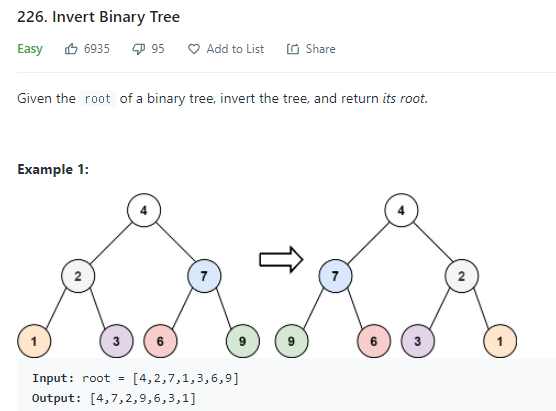 226. Invert Binary Tree
Easy 6935 95 Add to List Share
Given the root of a binary tree, invert the tree, and return its root.
Example 1:
4 4
2 7 7 2
1 3 6 9 9 6 3 1
Input: root = [4,2,7,1,3,6,9]
Output: [4,7,2,9,6,3,1]